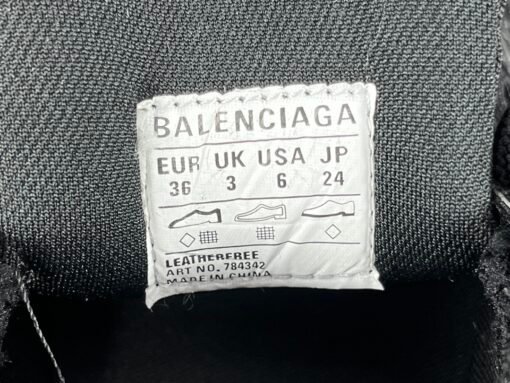 BALENCIAGA
EUR UK USA JP
36 3 6 24
LEATHERFREE
ART NO. 784342
MADE IN CHINA